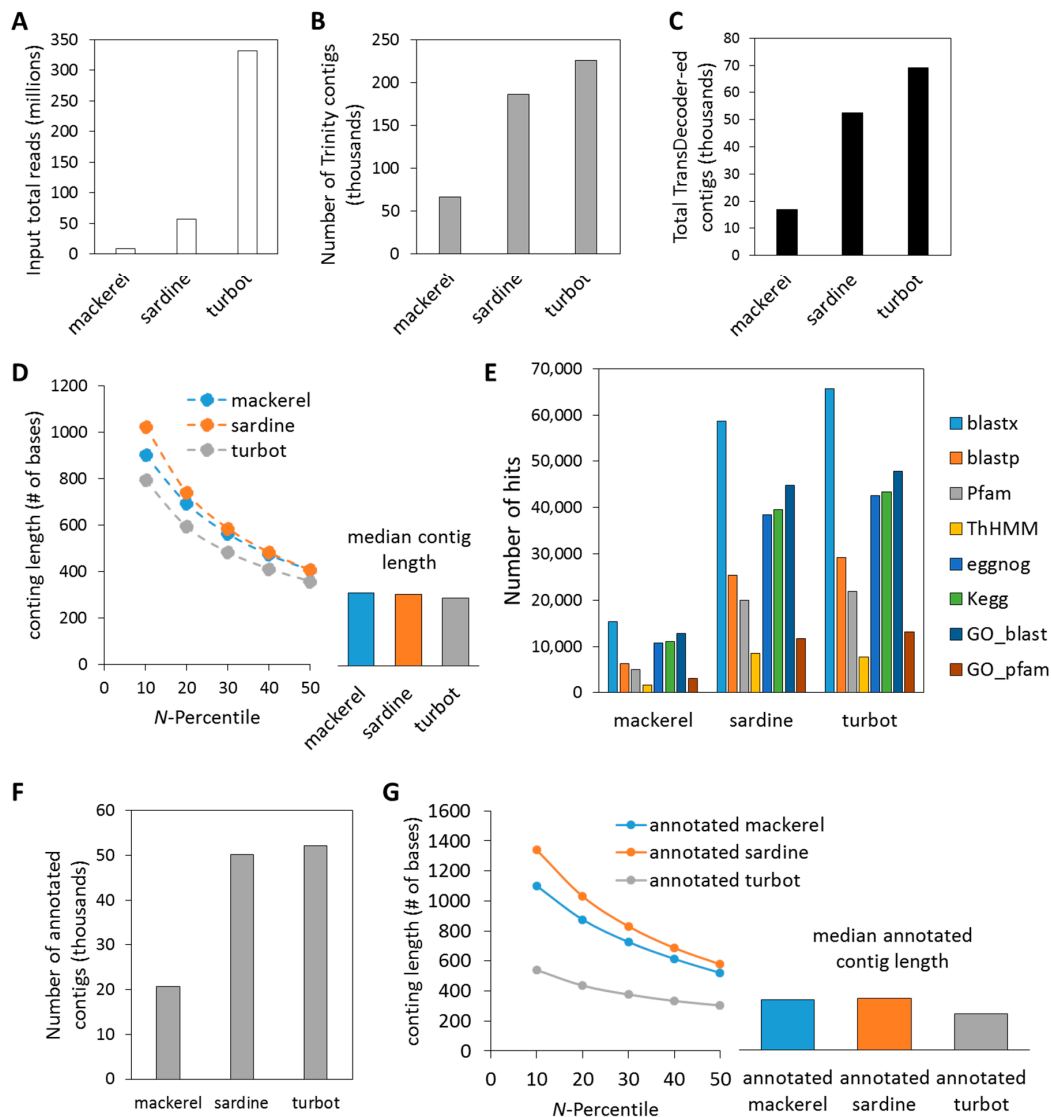 A
Input total reads (millions)
350
300
250
200
150
100
50
0
mackerel
sardine
turbot
B
Number of Trinity contigs
(thousands)
250
200
150
100
50
0
mackerel
sardine
turbot
C
Total TransDecoder-ed
contigs (thousands)
80
70
60
50
40
30
20
10
0
mackerel
sardine
turbot
D
conting length (# of bases)
1200
1000
800
600
400
200
0
0 10 20 30 40 50
N-Percentile
mackerel
sardine
turbot
median contig
length
mackerel
sardine
turbot
E
Number of hits
70,000
60,000
50,000
40,000
30,000
20,000
10,000
0
mackerel sardine turbot
blastx
blastp
Pfam
ThHMM
eggnog
Kegg
GO_blast
GO_pfam
F
Number of annotated
contigs (thousands)
60
50
40
30
20
10
0
mackerel sardine turbot
G
conting length (# of bases)
1600
1400
1200
1000
800
600
400
200
0
0 10 20 30 40 50
N-Percentile
annotated mackerel
annotated sardine
annotated turbot
median annotated
contig length
annotated annotated annotated
mackerel sardine turbot